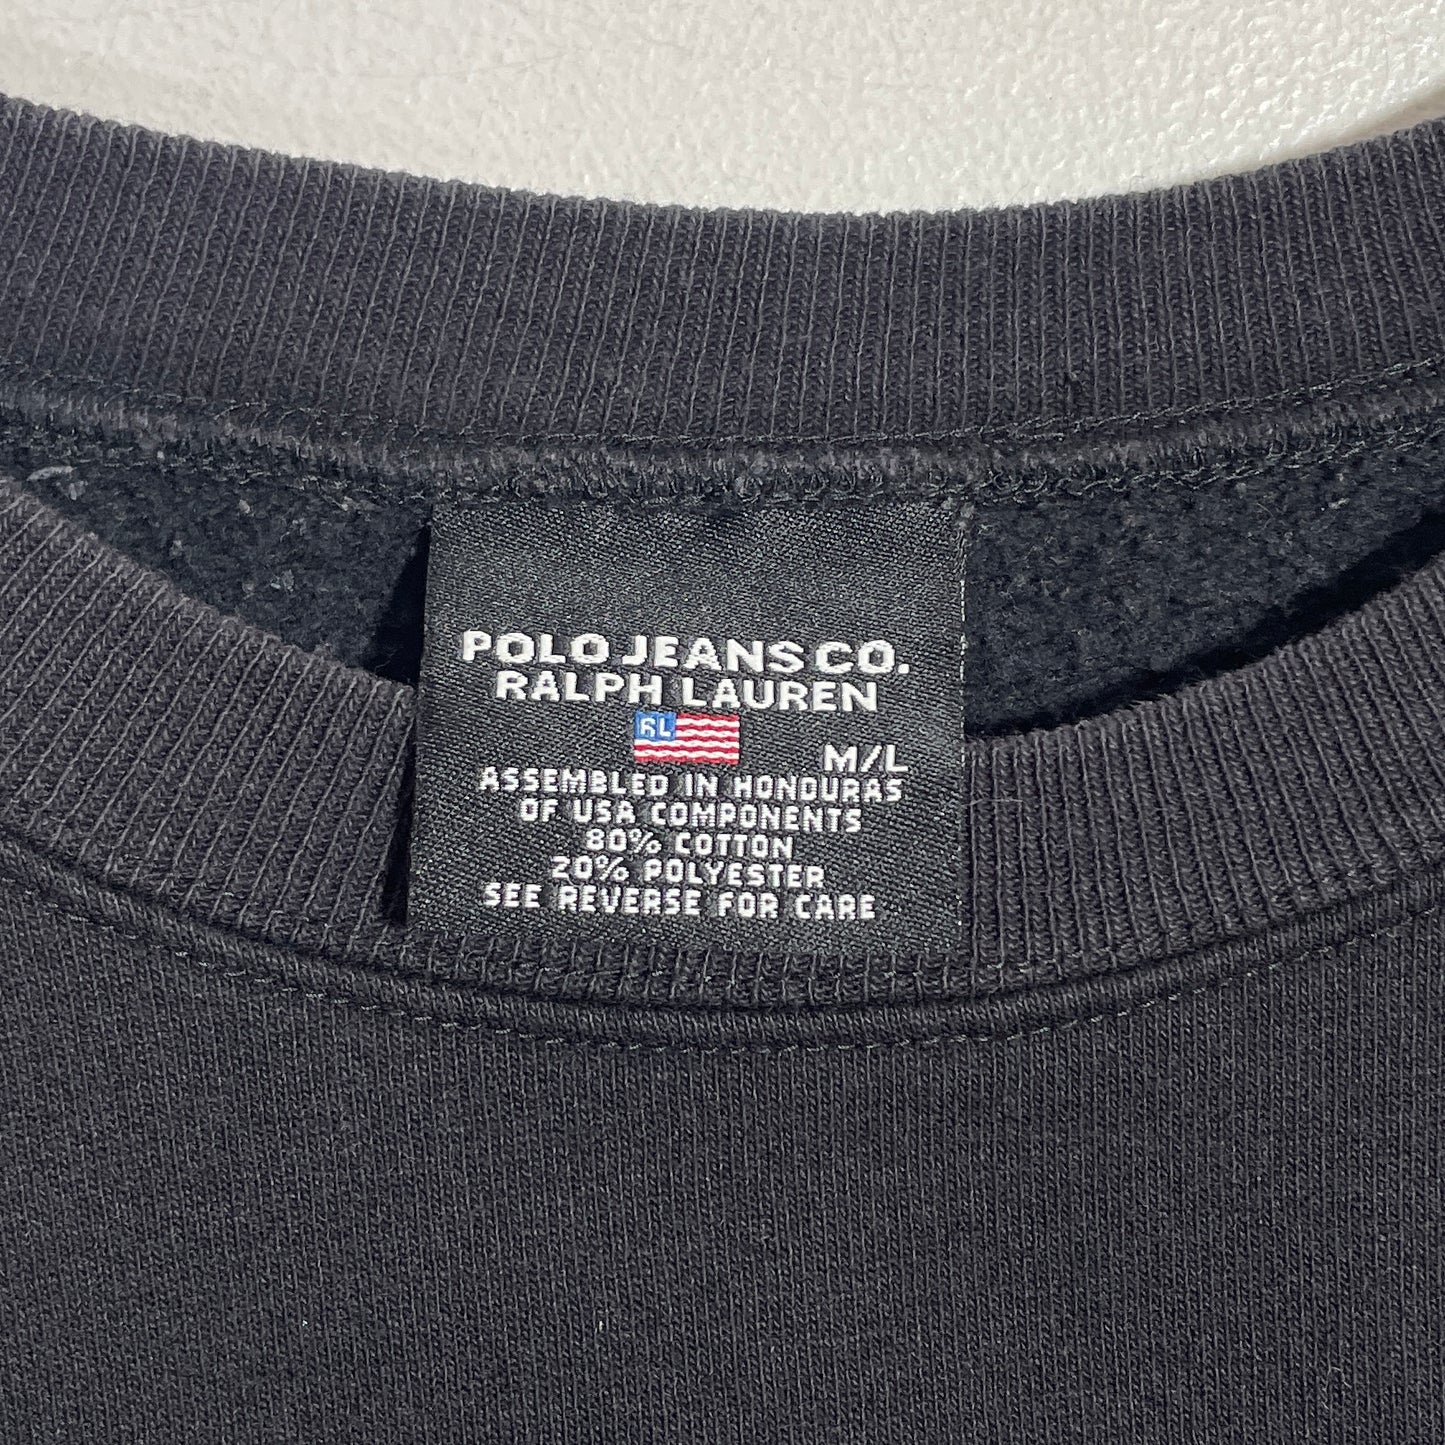 POLO JEANS CO.
RALPH LAUREN
RL
M/L
ASSEMBLED IN HONDURAS
OF USA COMPONENTS
80% COTTON
20% POLYESTER
SEE REVERSE FOR CARE